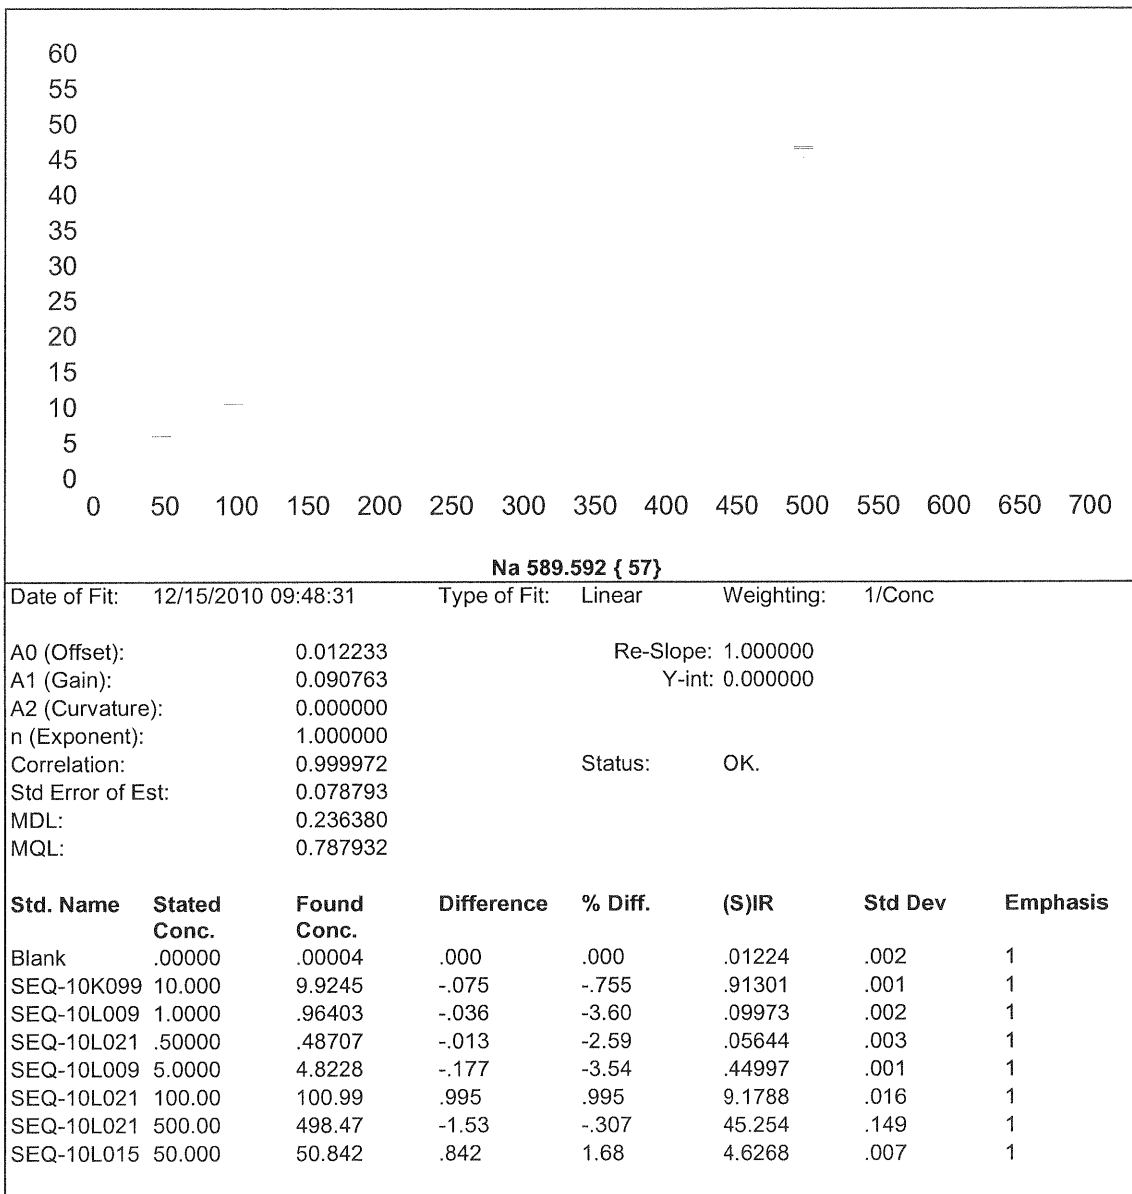 60
55
50
45
40
35
30
25
20
15
10
5
0
0 50 100 150 200 250 300 350 400 450 500 550 600 650 700
Na 589.592 { 57}
Date of Fit: 12/15/2010 09:48:31 Type of Fit: Linear Weighting: 1/Conc
A0 (Offset): 0.012233 Re-Slope: 1.000000
A1 (Gain): 0.090763 Y-int: 0.000000
A2 (Curvature): 0.000000
n (Exponent): 1.000000
Correlation: 0.999972 Status: OK.
Std Error of Est: 0.078793
MDL: 0.236380
MQL: 0.787932
Std. Name Stated Found Difference % Diff. (S)IR Std Dev Emphasis
Conc. Conc.
Blank .00000 .00004 .000 .000 .01224 .002 1
SEQ-10K099 10.000 9.9245 -.075 -.755 .91301 .001 1
SEQ-10L009 1.0000 .96403 -.036 -3.60 .09973 .002 1
SEQ-10L021 .50000 .48707 -.013 -2.59 .05644 .003 1
SEQ-10L009 5.0000 4.8228 -.177 -3.54 .44997 .001 1
SEQ-10L021 100.00 100.99 .995 .995 9.1788 .016 1
SEQ-10L021 500.00 498.47 -1.53 -.307 45.254 .149 1
SEQ-10L015 50.000 50.842 .842 1.68 4.6268 .007 1